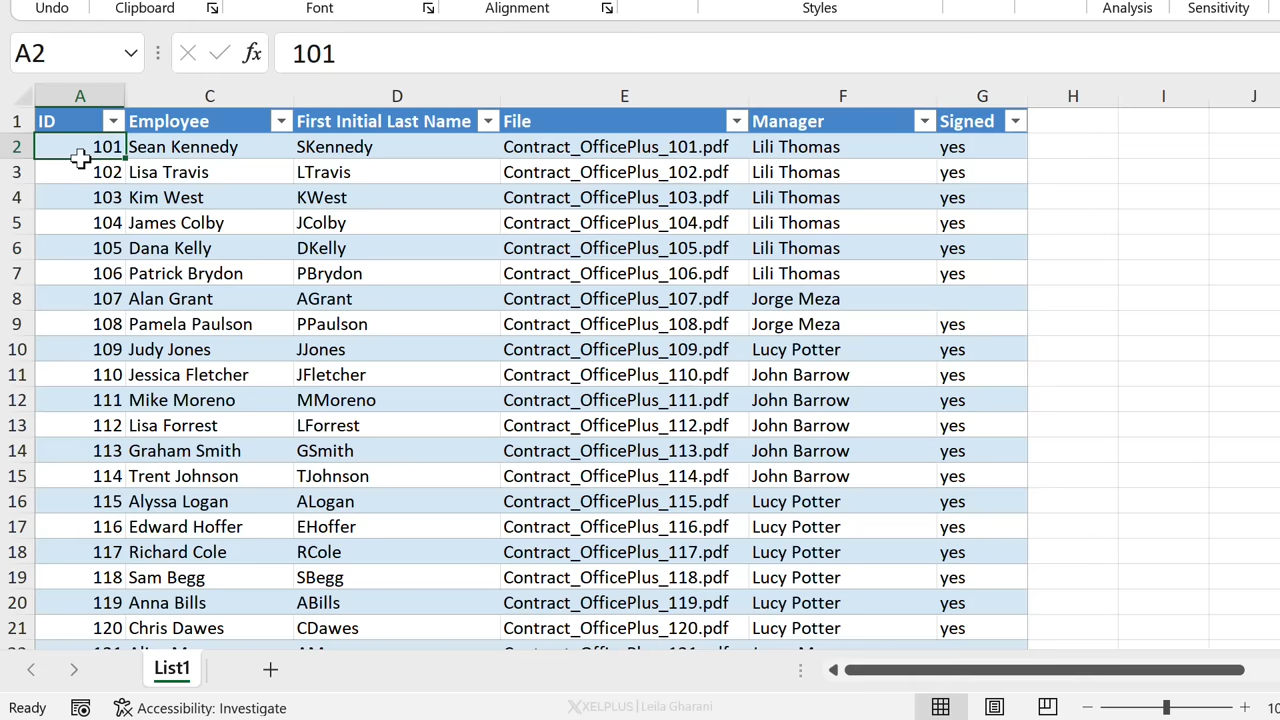 Undo Clipboard Font Alignment Styles Analysis Sensitivity
A2 fx 101
A C D E F G H I J
1 ID Employee First Initial Last Name File Manager Signed
2 101 Sean Kennedy SKennedy Contract_OfficePlus_101.pdf Lili Thomas yes
3 102 Lisa Travis LTravis Contract_OfficePlus_102.pdf Lili Thomas yes
4 103 Kim West KWest Contract_OfficePlus_103.pdf Lili Thomas yes
5 104 James Colby JColby Contract_OfficePlus_104.pdf Lili Thomas yes
6 105 Dana Kelly DKelly Contract_OfficePlus_105.pdf Lili Thomas yes
7 106 Patrick Brydon PBrydon Contract_OfficePlus_106.pdf Lili Thomas yes
8 107 Alan Grant AGrant Contract_OfficePlus_107.pdf Jorge Meza
9 108 Pamela Paulson PPaulson Contract_OfficePlus_108.pdf Jorge Meza yes
10 109 Judy Jones JJones Contract_OfficePlus_109.pdf Lucy Potter yes
11 110 Jessica Fletcher JFletcher Contract_OfficePlus_110.pdf John Barrow yes
12 111 Mike Moreno MMoreno Contract_OfficePlus_111.pdf John Barrow yes
13 112 Lisa Forrest LForrest Contract_OfficePlus_112.pdf John Barrow yes
14 113 Graham Smith GSmith Contract_OfficePlus_113.pdf John Barrow yes
15 114 Trent Johnson TJohnson Contract_OfficePlus_114.pdf John Barrow yes
16 115 Alyssa Logan ALogan Contract_OfficePlus_115.pdf Lucy Potter yes
17 116 Edward Hoffer EHoffer Contract_OfficePlus_116.pdf Lucy Potter yes
18 117 Richard Cole RCole Contract_OfficePlus_117.pdf Lucy Potter yes
19 118 Sam Begg SBegg Contract_OfficePlus_118.pdf Lucy Potter yes
20 119 Anna Bills ABills Contract_OfficePlus_119.pdf Lucy Potter yes
21 120 Chris Dawes CDawes Contract_OfficePlus_120.pdf Lucy Potter yes
List1
Ready Accessibility: Investigate XELPLUS | Leila Gharani 10